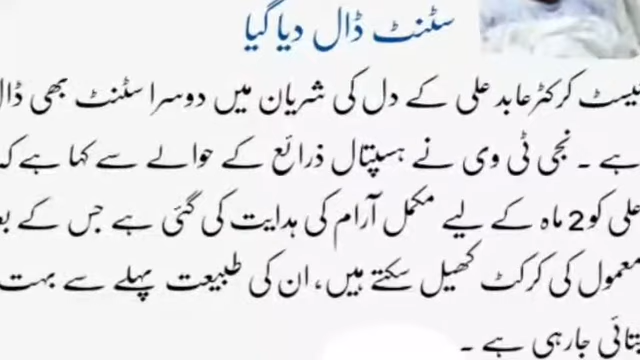 سٹنٹ ڈال دیا گیا
ٹیسٹ کرکٹر عابد علی کے دل کی شریان میں دوسرا سٹنٹ بھی ڈال
ہے ۔ نجی ٹی وی نے ہسپتال ذرائع کے حوالے سے کہا ہے کہ
علی کو 2 ماہ کے لیے مکمل آرام کی ہدایت کی گئی ہے جس کے
معمول کی کرکٹ کھیل سکتے ہیں، ان کی طبیعت پہلے سے بہت
بتائی جارہی ہے ۔